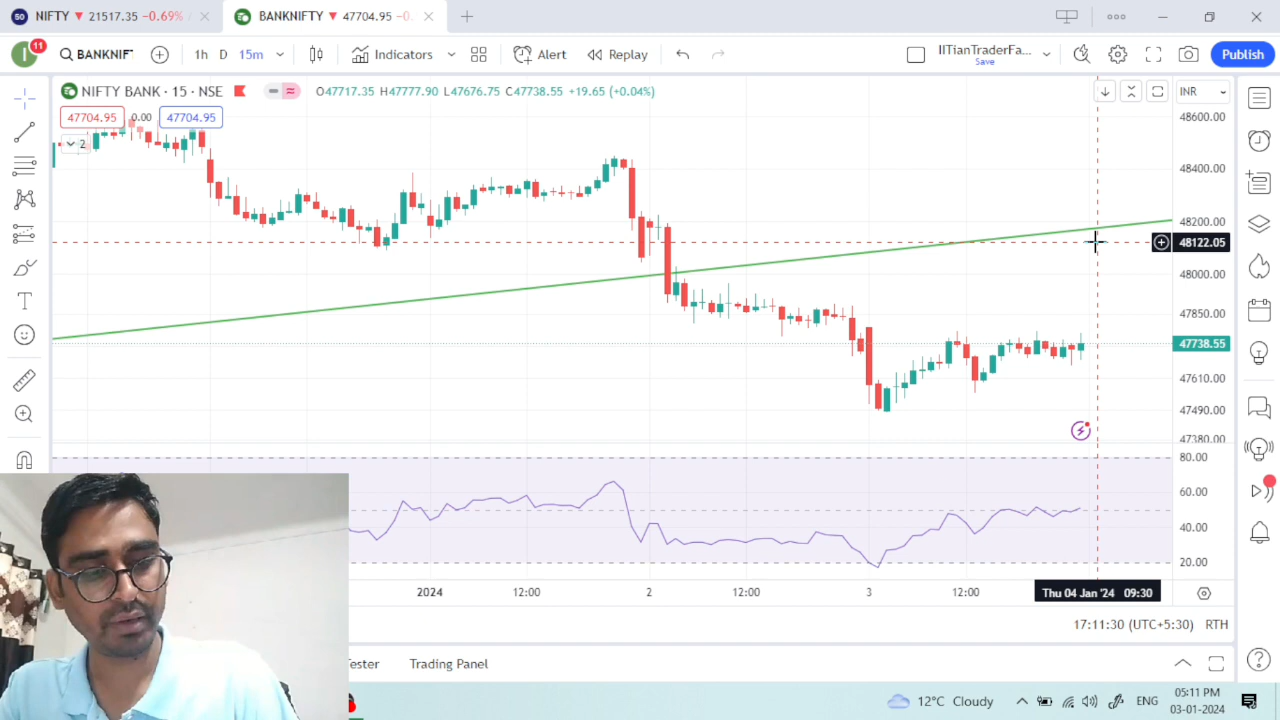 50 NIFTY ▼ 21517.35 −0.69%
BANKNIFTY ▼ 47704.95 −0.
I 11 BANKNIF
1h D 15m
Indicators
Alert
Replay
IITianTraderFa...
Save
Publish
NIFTY BANK · 15 · NSE
O47717.35 H47777.90 L47676.75 C47738.55 +19.65 (+0.04%)
INR
47704.95 0.00 47704.95
2
48600.00
48400.00
48200.00
48122.05
48000.00
47850.00
47738.55
47610.00
47490.00
47380.00
80.00
60.00
40.00
20.00
2024 12:00 2 12:00 3 12:00 Thu 04 Jan '24 09:30
17:11:30 (UTC+5:30) RTH
Tester Trading Panel
12°C Cloudy
ENG
05:11 PM
03-01-2024